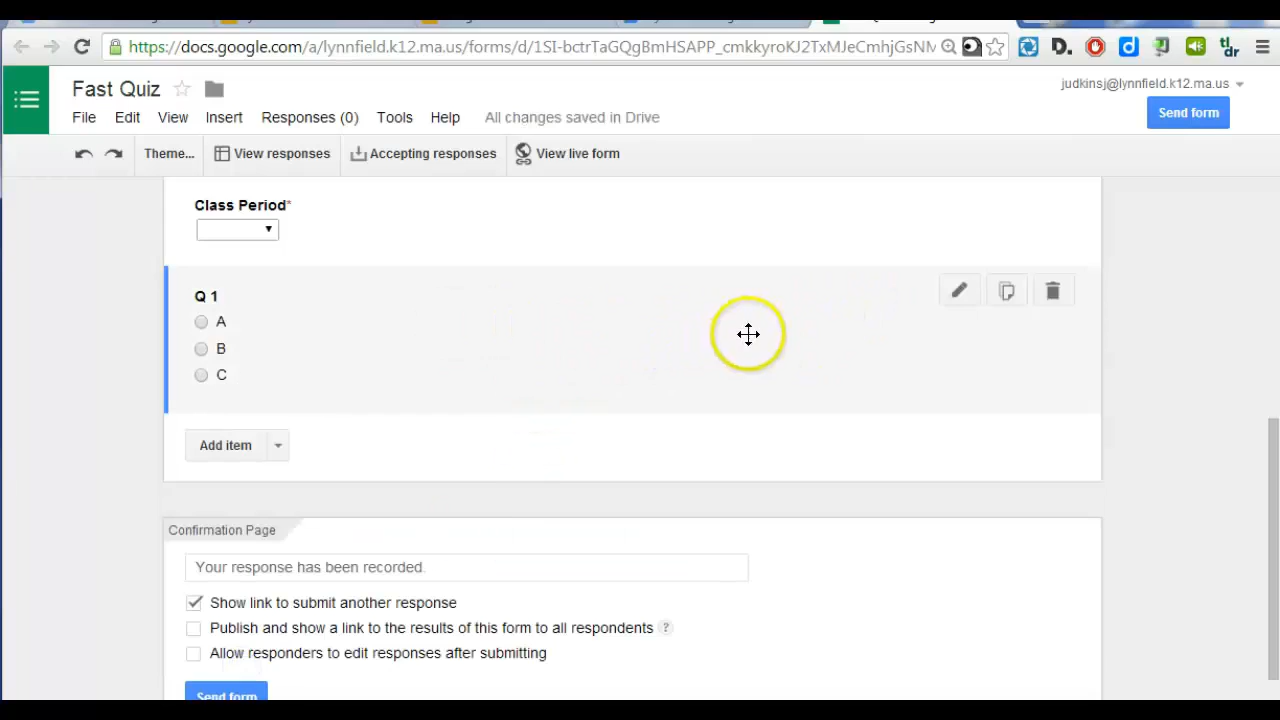 https://docs.google.com/a/lynnfield.k12.ma.us/forms/d/1SI-bctrTaGQgBmHSAPP_cmkkyroKJ2TxMJeCmhjGsNM
D.
tl;
dr
Fast Quiz
judkinsj@lynnfield.k12.ma.us
File Edit View Insert Responses (0) Tools Help All changes saved in Drive
Send form
Theme... View responses Accepting responses View live form
Class Period*
Q 1
A
B
C
Add item
Confirmation Page
Your response has been recorded.
Show link to submit another response
Publish and show a link to the results of this form to all respondents ?
Allow responders to edit responses after submitting
Send form